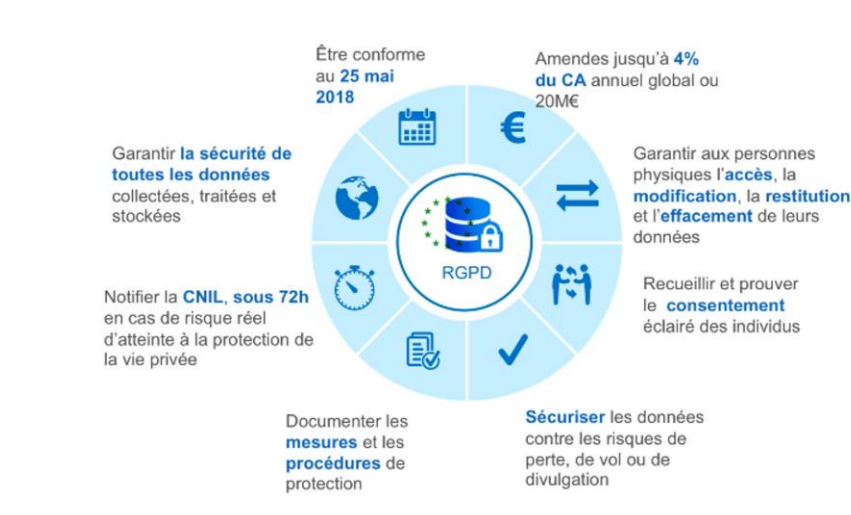 Être conforme
au 25 mai
2018
Amendes jusqu’à 4%
du CA annuel global ou
20M€
Garantir aux personnes
physiques l’accès, la
modification, la restitution
et l’effacement de leurs
données
Recueillir et prouver
le consentement
éclairé des individus
Sécuriser les données
contre les risques de
perte, de vol ou de
divulgation
Documenter les
mesures et les
procédures de
protection
Notifier la CNIL, sous 72h
en cas de risque réel
d’atteinte à la protection de
la vie privée
Garantir la sécurité de
toutes les données
collectées, traitées et
stockées
€
RGPD